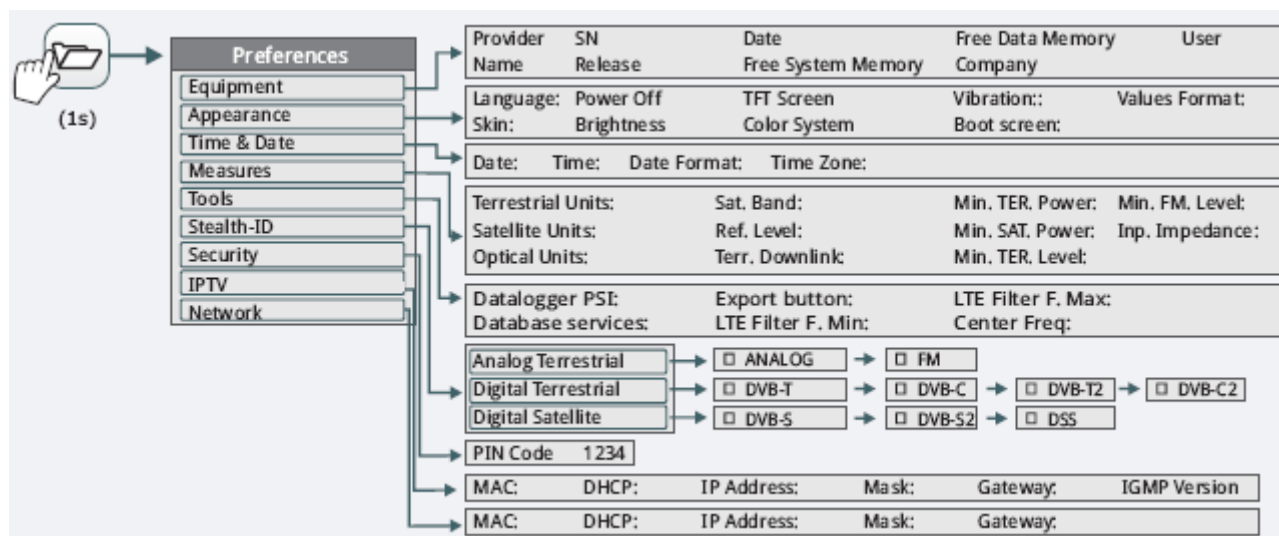 (1s)
Preferences
Equipment
Appearance
Time & Date
Measures
Tools
Stealth-ID
Security
IPTV
Network
Provider SN Date Free Data Memory User
Name Release Free System Memory Company
Language: Power Off TFT Screen Vibration:: Values Format:
Skin: Brightness Color System Boot screen:
Date: Time: Date Format: Time Zone:
Terrestrial Units: Sat. Band: Min. TER. Power: Min. FM. Level:
Satellite Units: Ref. Level: Min. SAT. Power: Inp. Impedance:
Optical Units: Terr. Downlink: Min. TER. Level:
Datalogger PSI: Export button: LTE Filter F. Max:
Database services: LTE Filter F. Min: Center Freq:
Analog Terrestrial ANALOG FM
Digital Terrestrial DVB-T DVB-C DVB-T2 DVB-C2
Digital Satellite DVB-S DVB-S2 DSS
PIN Code 1234
MAC: DHCP: IP Address: Mask: Gateway: IGMP Version
MAC: DHCP: IP Address: Mask: Gateway: